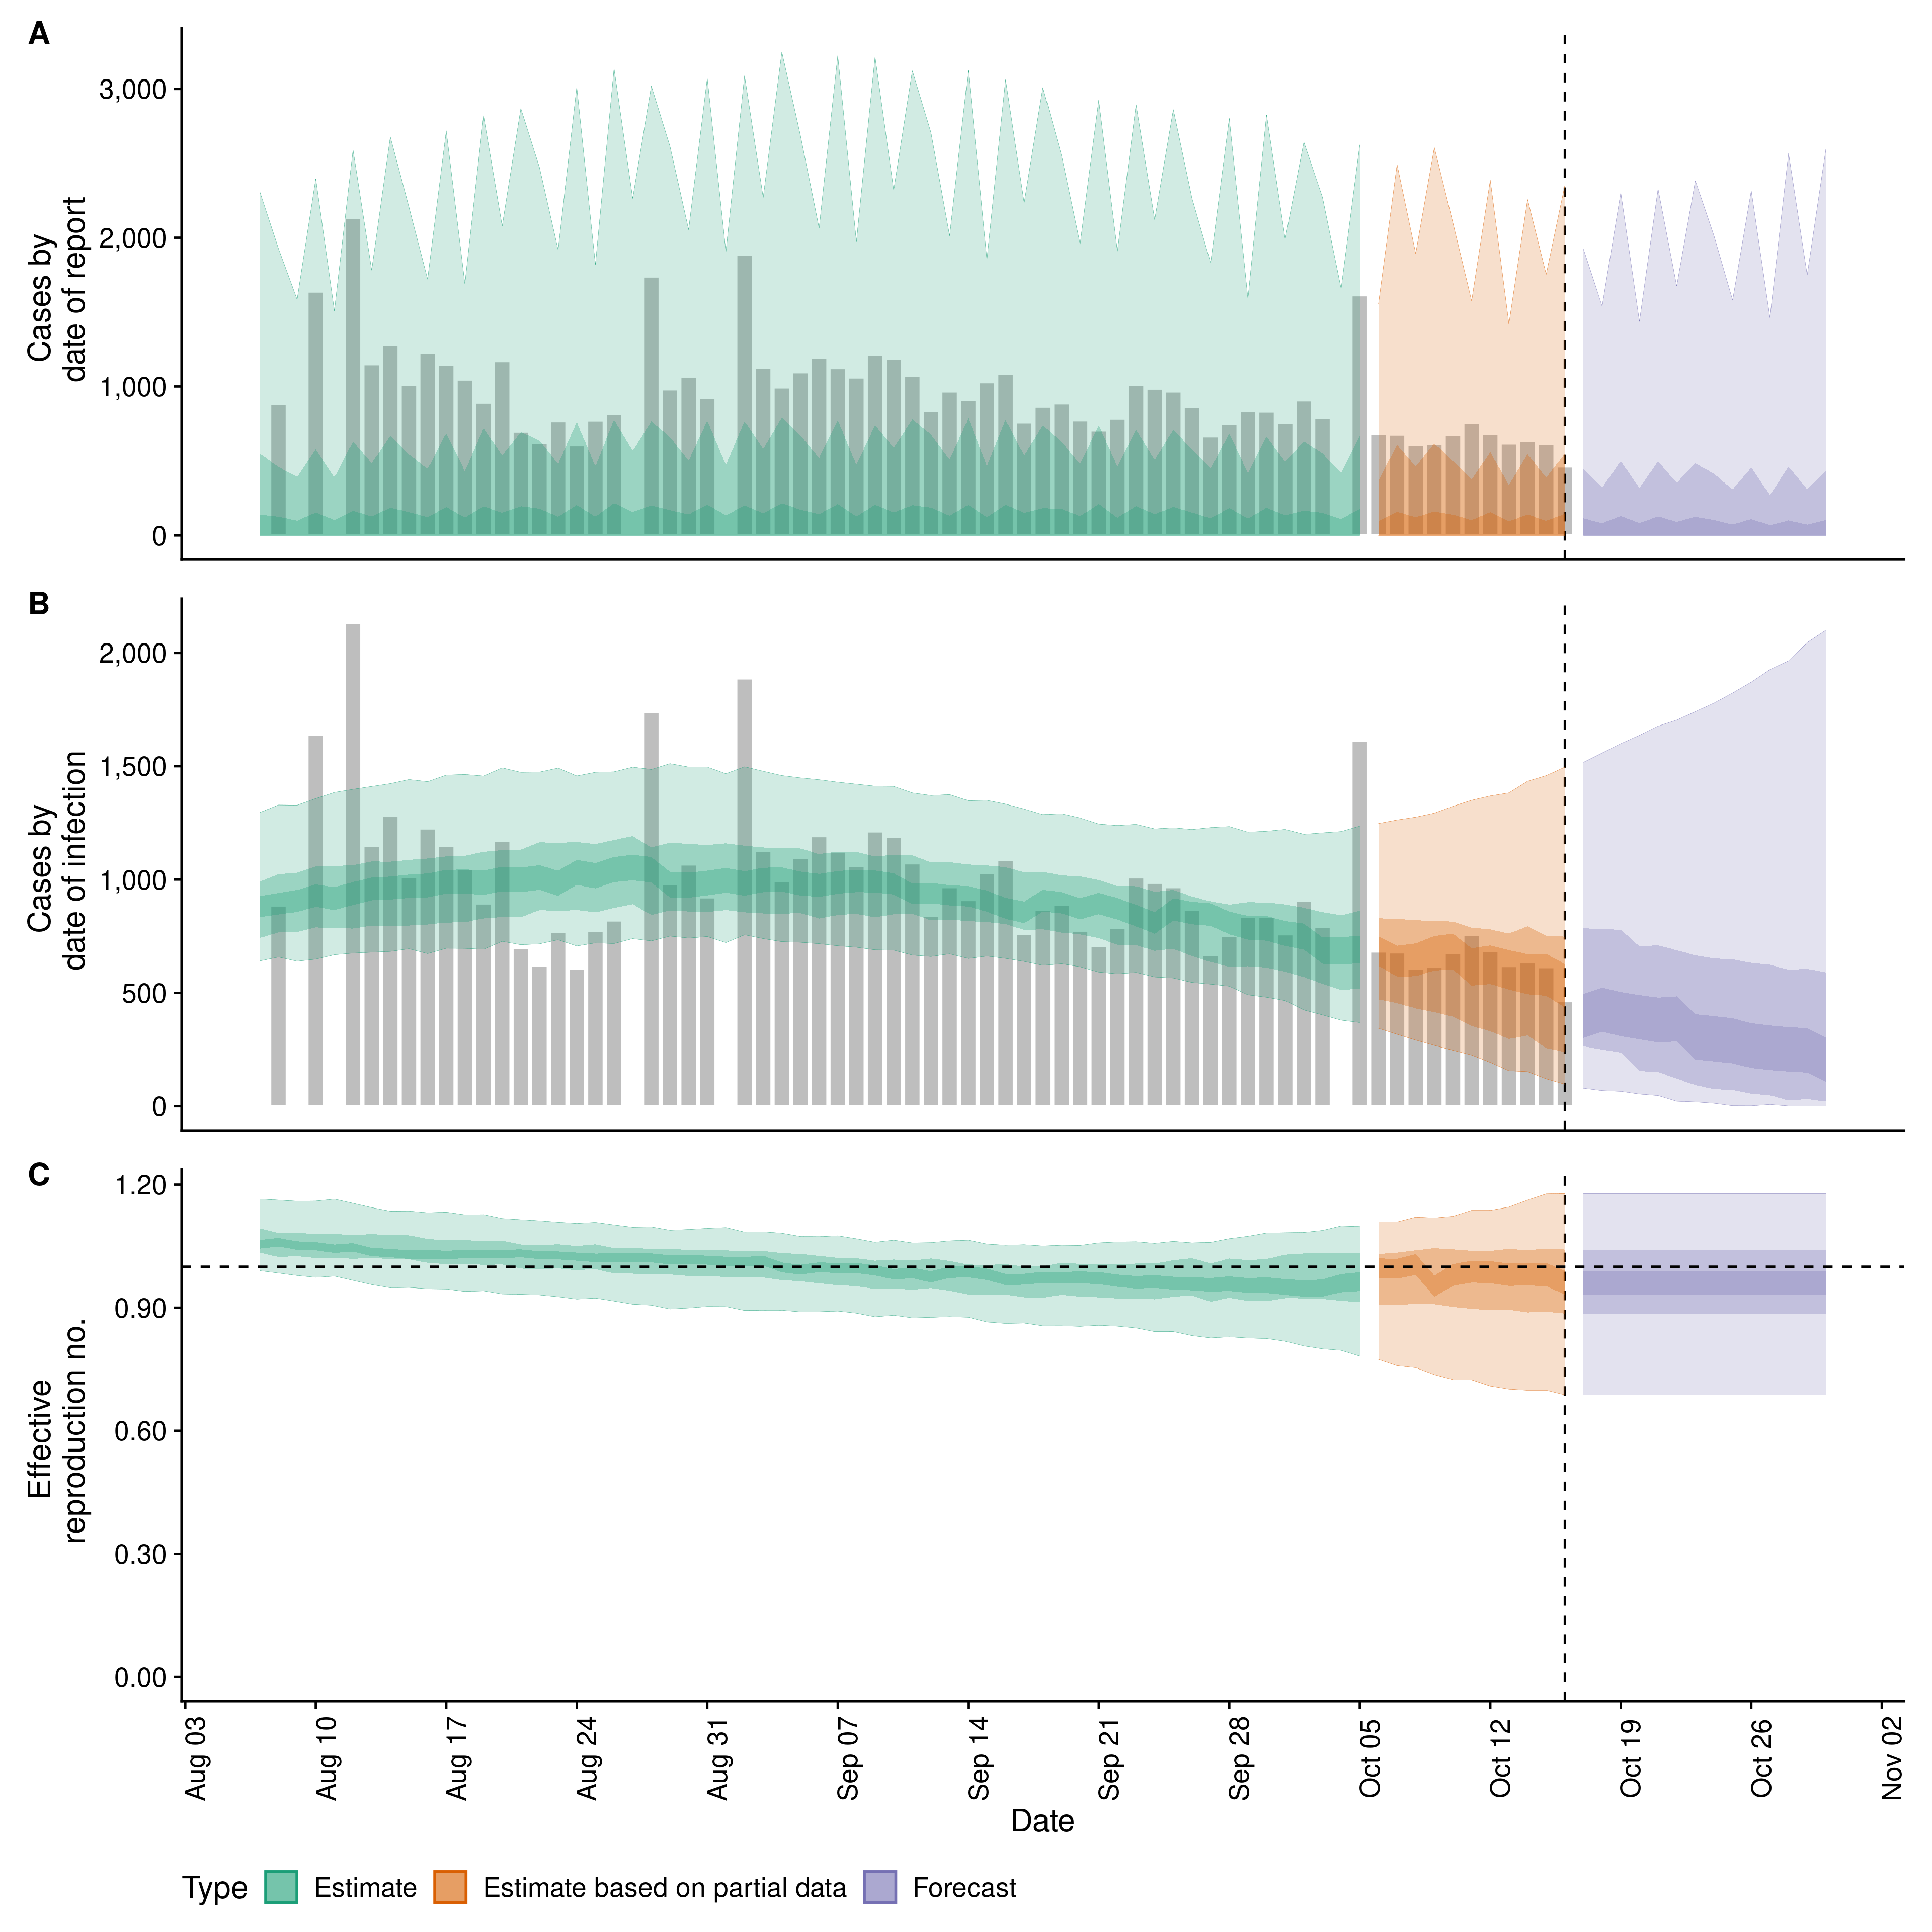 A
Cases by
date of report
3,000
2,000
1,000
0
B
Cases by
date of infection
2,000
1,500
1,000
500
0
C
Effective
reproduction no.
1.20
0.90
0.60
0.30
0.00
Aug 03
Aug 10
Aug 17
Aug 24
Aug 31
Sep 07
Sep 14
Sep 21
Sep 28
Oct 05
Oct 12
Oct 19
Oct 26
Nov 02
Date
Type Estimate Estimate based on partial data Forecast